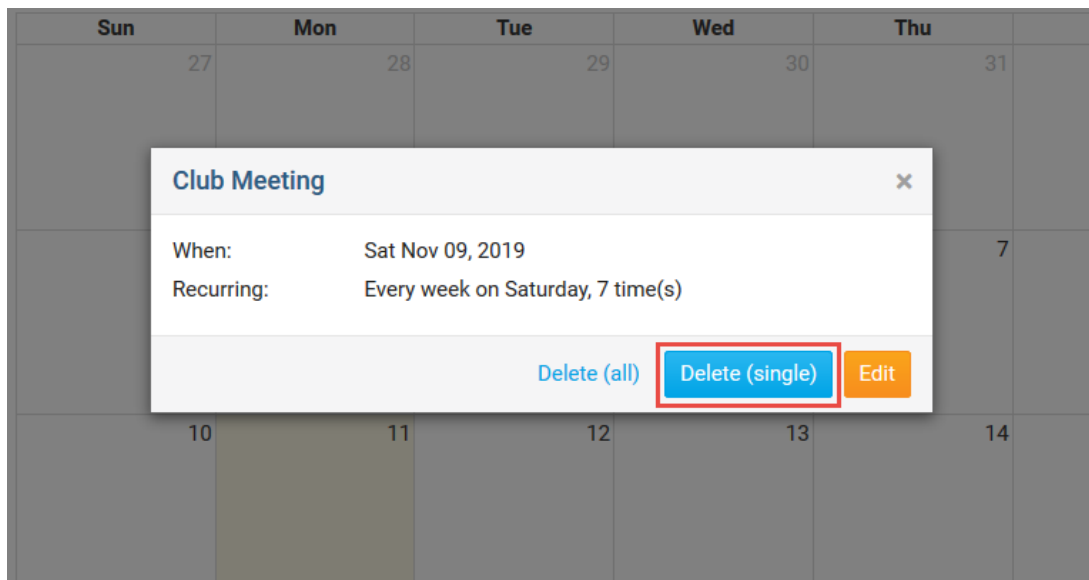 Sun Mon Tue Wed Thu
27 28 29 30 31
Club Meeting ×
When: Sat Nov 09, 2019
7
Recurring: Every week on Saturday, 7 time(s)
Delete (all) Delete (single) Edit
10 11 12 13 14